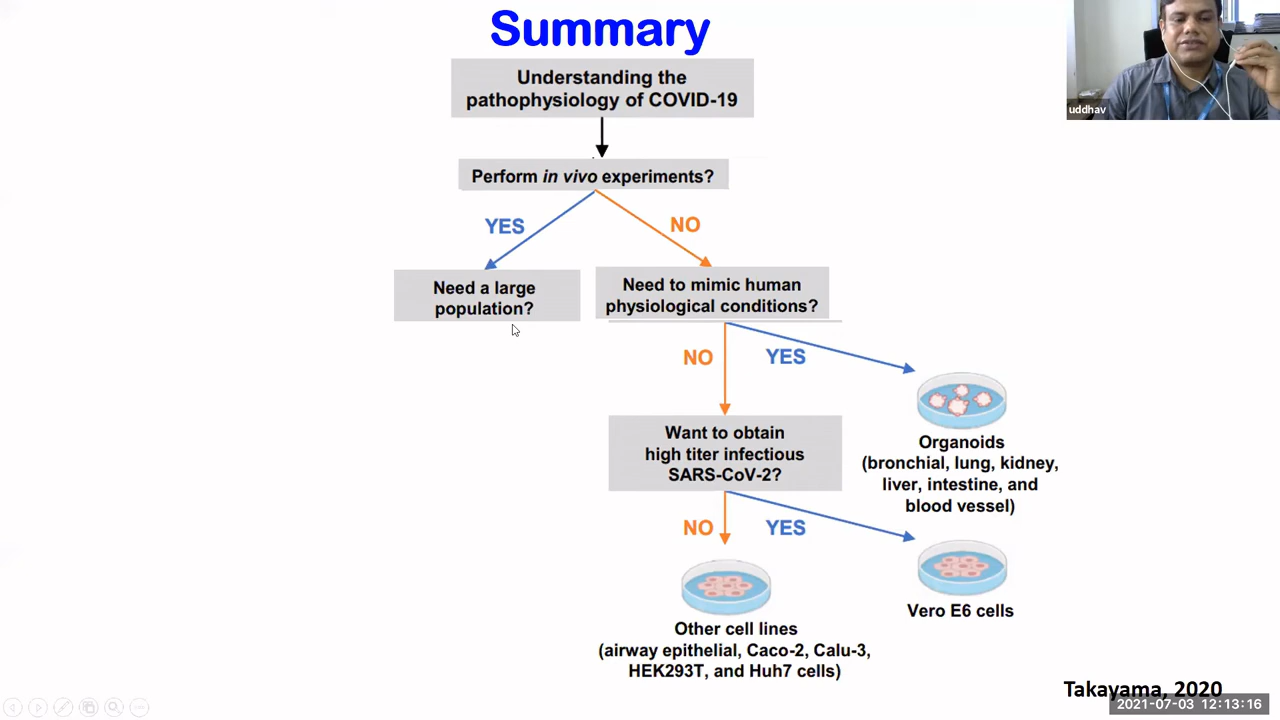 Summary
uddhav
Understanding the
pathophysiology of COVID-19
Perform in vivo experiments?
YES
NO
Need a large
population?
Need to mimic human
physiological conditions?
NO
YES
Organoids
(bronchial, lung, kidney,
liver, intestine, and
blood vessel)
Want to obtain
high titer infectious
SARS-CoV-2?
NO
YES
Vero E6 cells
Other cell lines
(airway epithelial, Caco-2, Calu-3,
HEK293T, and Huh7 cells)
Takayama, 2020
2021-07-03 12:13:16